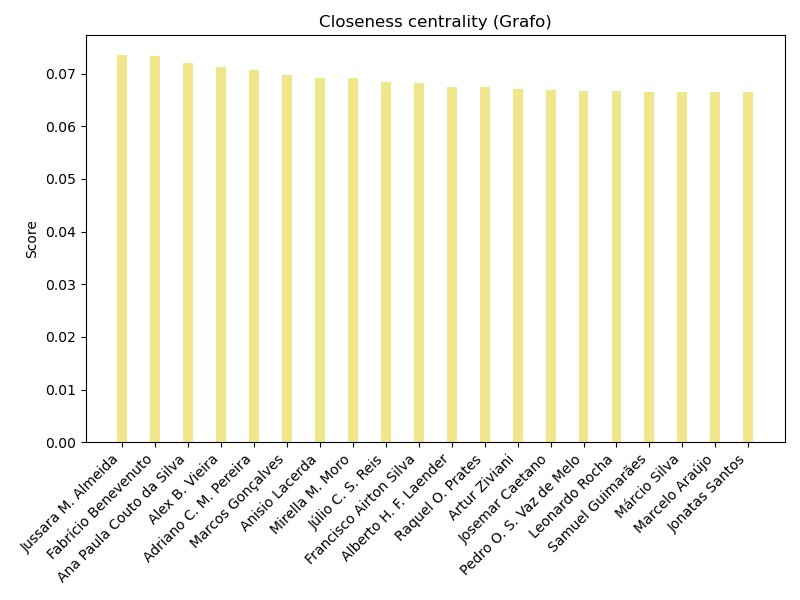 Closeness centrality (Grafo)
Score
0.07
0.06
0.05
0.04
0.03
0.02
0.01
0.00
Jussara M. Almeida
Fabrício Benevenuto
Ana Paula Couto da Silva
Alex B. Vieira
Adriano C. M. Pereira
Marcos Gonçalves
Anisio Lacerda
Mirella M. Moro
Júlio C. S. Reis
Francisco Airton Silva
Alberto H. F. Laender
Raquel O. Prates
Artur Ziviani
Josemar Caetano
Pedro O. S. Vaz de Melo
Leonardo Rocha
Samuel Guimarães
Márcio Silva
Marcelo Araújo
Jonatas Santos